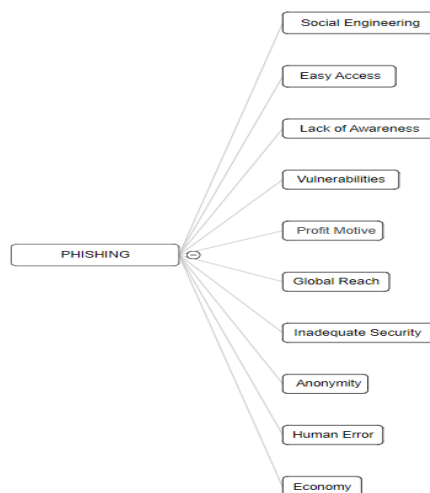 Social Engineering
Easy Access
Lack of Awareness
Vulnerabilities
Profit Motive
PHISHING
Global Reach
Inadequate Security
Anonymity
Human Error
Economy